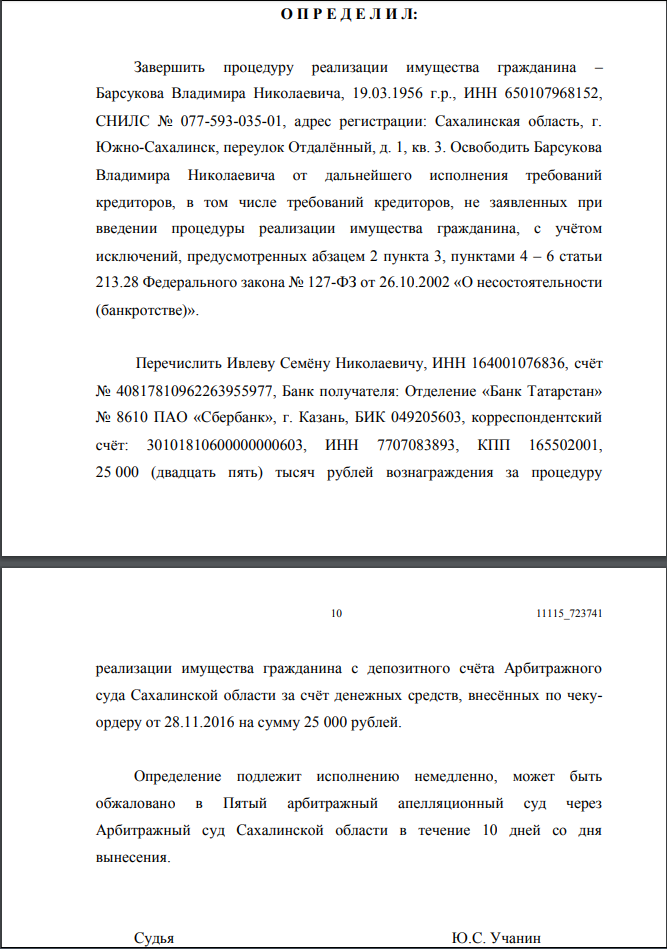 О П Р Е Д Е Л И Л:
Завершить процедуру реализации имущества гражданина –
Барсукова Владимира Николаевича, 19.03.1956 г.р., ИНН 650107968152,
СНИЛС № 077-593-035-01, адрес регистрации: Сахалинская область, г.
Южно-Сахалинск, переулок Отдалённый, д. 1, кв. 3. Освободить Барсукова
Владимира Николаевича от дальнейшего исполнения требований
кредиторов, в том числе требований кредиторов, не заявленных при
введении процедуры реализации имущества гражданина, с учётом
исключений, предусмотренных абзацем 2 пункта 3, пунктами 4 – 6 статьи
213.28 Федерального закона № 127-ФЗ от 26.10.2002 «О несостоятельности
(банкротстве)».
Перечислить Ивлеву Семёну Николаевичу, ИНН 164001076836, счёт
№ 40817810962263955977, Банк получателя: Отделение «Банк Татарстан»
№ 8610 ПАО «Сбербанк», г. Казань, БИК 049205603, корреспондентский
счёт: 30101810600000000603, ИНН 7707083893, КПП 165502001,
25 000 (двадцать пять) тысяч рублей вознаграждения за процедуру
10 11115_723741
реализации имущества гражданина с депозитного счёта Арбитражного
суда Сахалинской области за счёт денежных средств, внесённых по чеку-
ордеру от 28.11.2016 на сумму 25 000 рублей.
Определение подлежит исполнению немедленно, может быть
обжаловано в Пятый арбитражный апелляционный суд через
Арбитражный суд Сахалинской области в течение 10 дней со дня
вынесения.
Судья Ю.С. Учанин